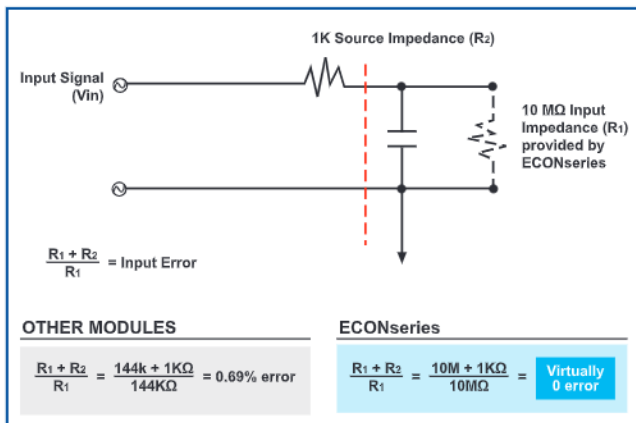 1K Source Impedance (R2)
Input Signal
(Vin)
10 MΩ Input
Impedance (R1)
provided by
ECONseries
R1 + R2
R1
= Input Error
OTHER MODULES
R1 + R2
R1
=
144k + 1KΩ
144KΩ
= 0.69% error
ECONseries
R1 + R2
R1
=
10M + 1KΩ
10MΩ
=
Virtually
0 error